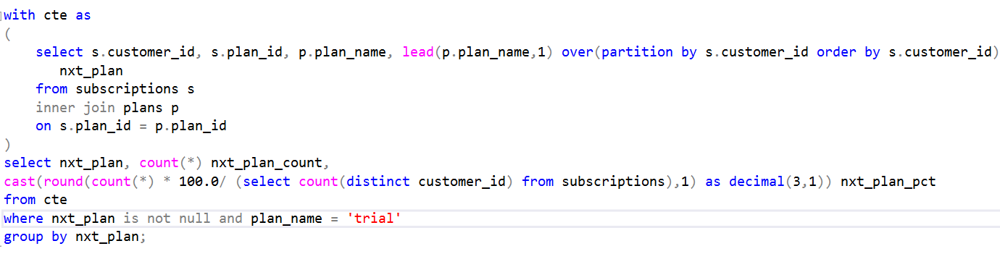 with cte as
(
select s.customer_id, s.plan_id, p.plan_name, lead(p.plan_name,1) over(partition by s.customer_id order by s.customer_id)
nxt_plan
from subscriptions s
inner join plans p
on s.plan_id = p.plan_id
)
select nxt_plan, count(*) nxt_plan_count,
cast(round(count(*) * 100.0/ (select count(distinct customer_id) from subscriptions),1) as decimal(3,1)) nxt_plan_pct
from cte
where nxt_plan is not null and plan_name = 'trial'
group by nxt_plan;